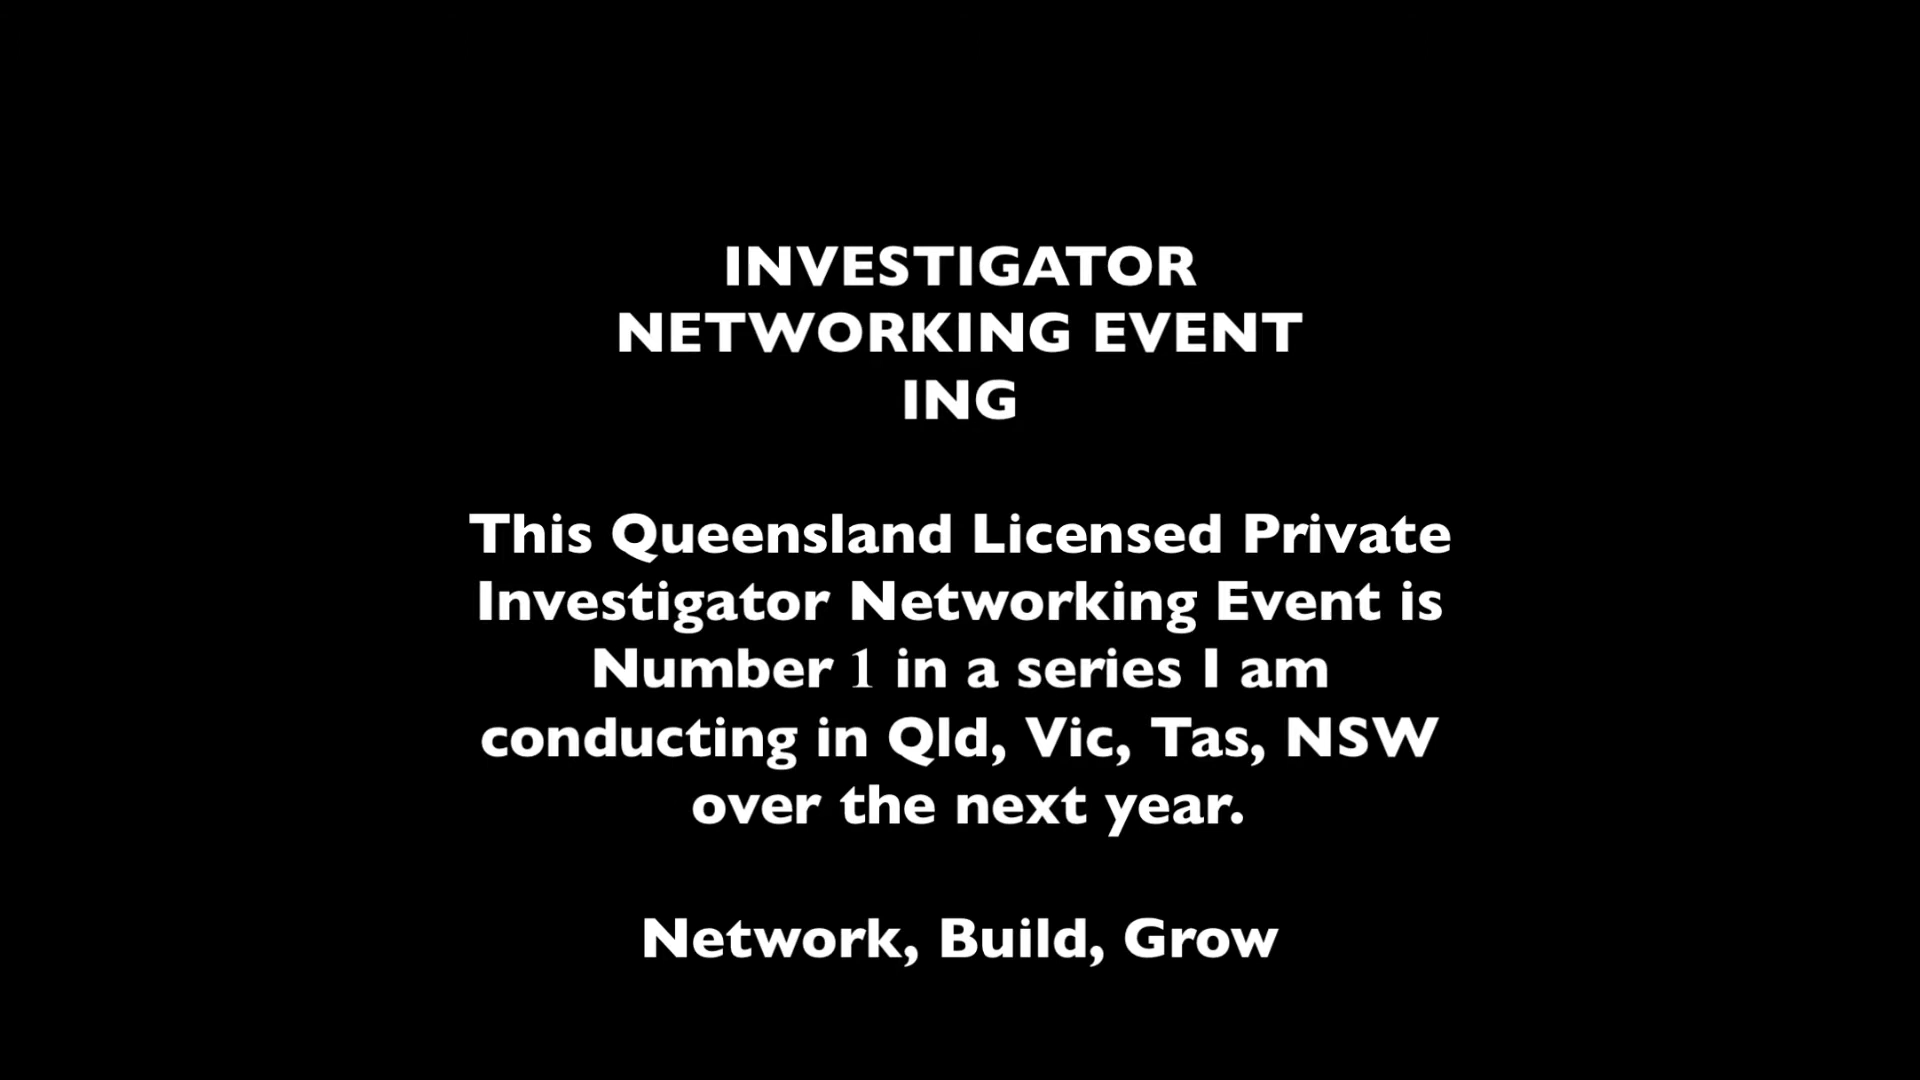 INVESTIGATOR
NETWORKING EVENT
ING
This Queensland Licensed Private
Investigator Networking Event is
Number 1 in a series I am
conducting in Qld, Vic, Tas, NSW
over the next year.
Network, Build, Grow